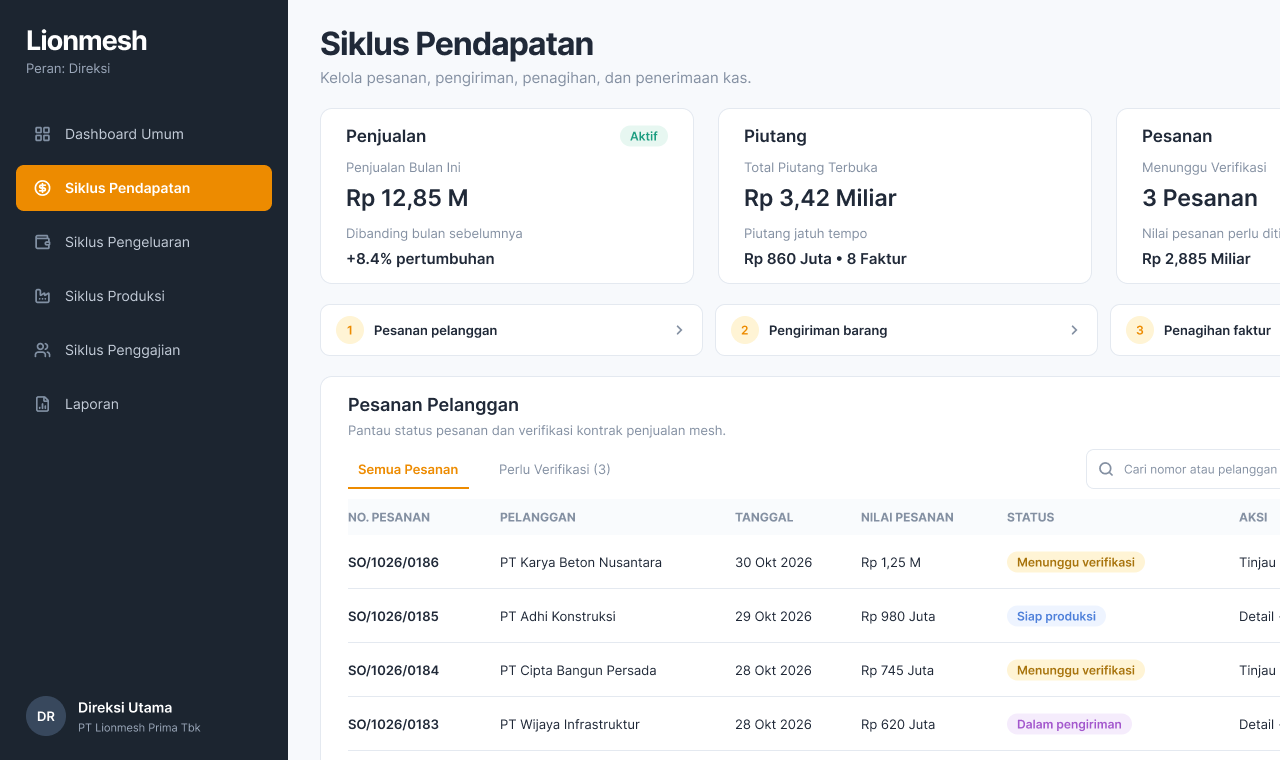 Lionmesh
Peran: Direksi
Dashboard Umum
Siklus Pendapatan
Siklus Pengeluaran
Siklus Produksi
Siklus Penggajian
Laporan
DR
Direksi Utama
PT Lionmesh Prima Tbk
Siklus Pendapatan
Kelola pesanan, pengiriman, penagihan, dan penerimaan kas.
Penjualan
Aktif
Penjualan Bulan Ini
Rp 12,85 M
Dibanding bulan sebelumnya
+8.4% pertumbuhan
Piutang
Total Piutang Terbuka
Rp 3,42 Miliar
Piutang jatuh tempo
Rp 860 Juta • 8 Faktur
Pesanan
Menunggu Verifikasi
3 Pesanan
Nilai pesanan perlu
Rp 2,885 Miliar
1 Pesanan pelanggan
2 Pengiriman barang
3 Penagihan faktur
Pesanan Pelanggan
Pantau status pesanan dan verifikasi kontrak penjualan mesh.
Semua Pesanan Perlu Verifikasi (3) Cari nomor atau pelanggan
NO. PESANAN PELANGGAN TANGGAL NILAI PESANAN STATUS AKSI
SO/1026/0186 PT Karya Beton Nusantara 30 Okt 2026 Rp 1,25 M Menunggu verifikasi Tinjau
SO/1026/0185 PT Adhi Konstruksi 29 Okt 2026 Rp 980 Juta Siap produksi Detail
SO/1026/0184 PT Cipta Bangun Persada 28 Okt 2026 Rp 745 Juta Menunggu verifikasi Tinjau
SO/1026/0183 PT Wijaya Infrastruktur 28 Okt 2026 Rp 620 Juta Dalam pengiriman Detail